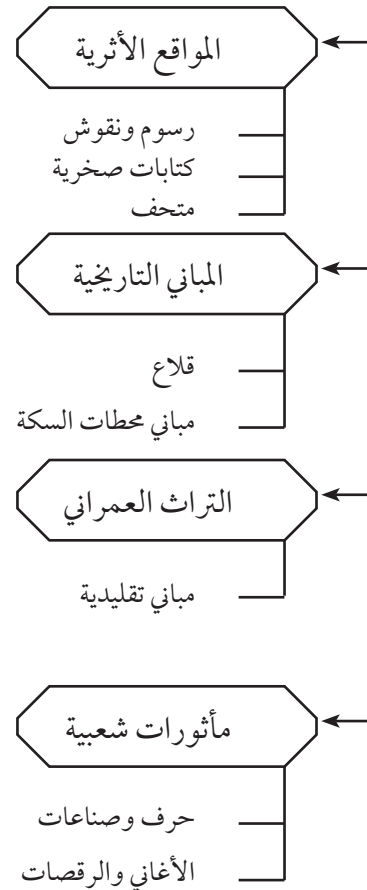 المواقع الأثرية
رسوم ونقوش
كتابات صخرية
متحف
المباني التاريخية
قلاع
مباني محطات السكة
التراث العمراني
مباني تقليدية
مأثورات شعبية
حرف وصناعات
الأغاني والرقصات